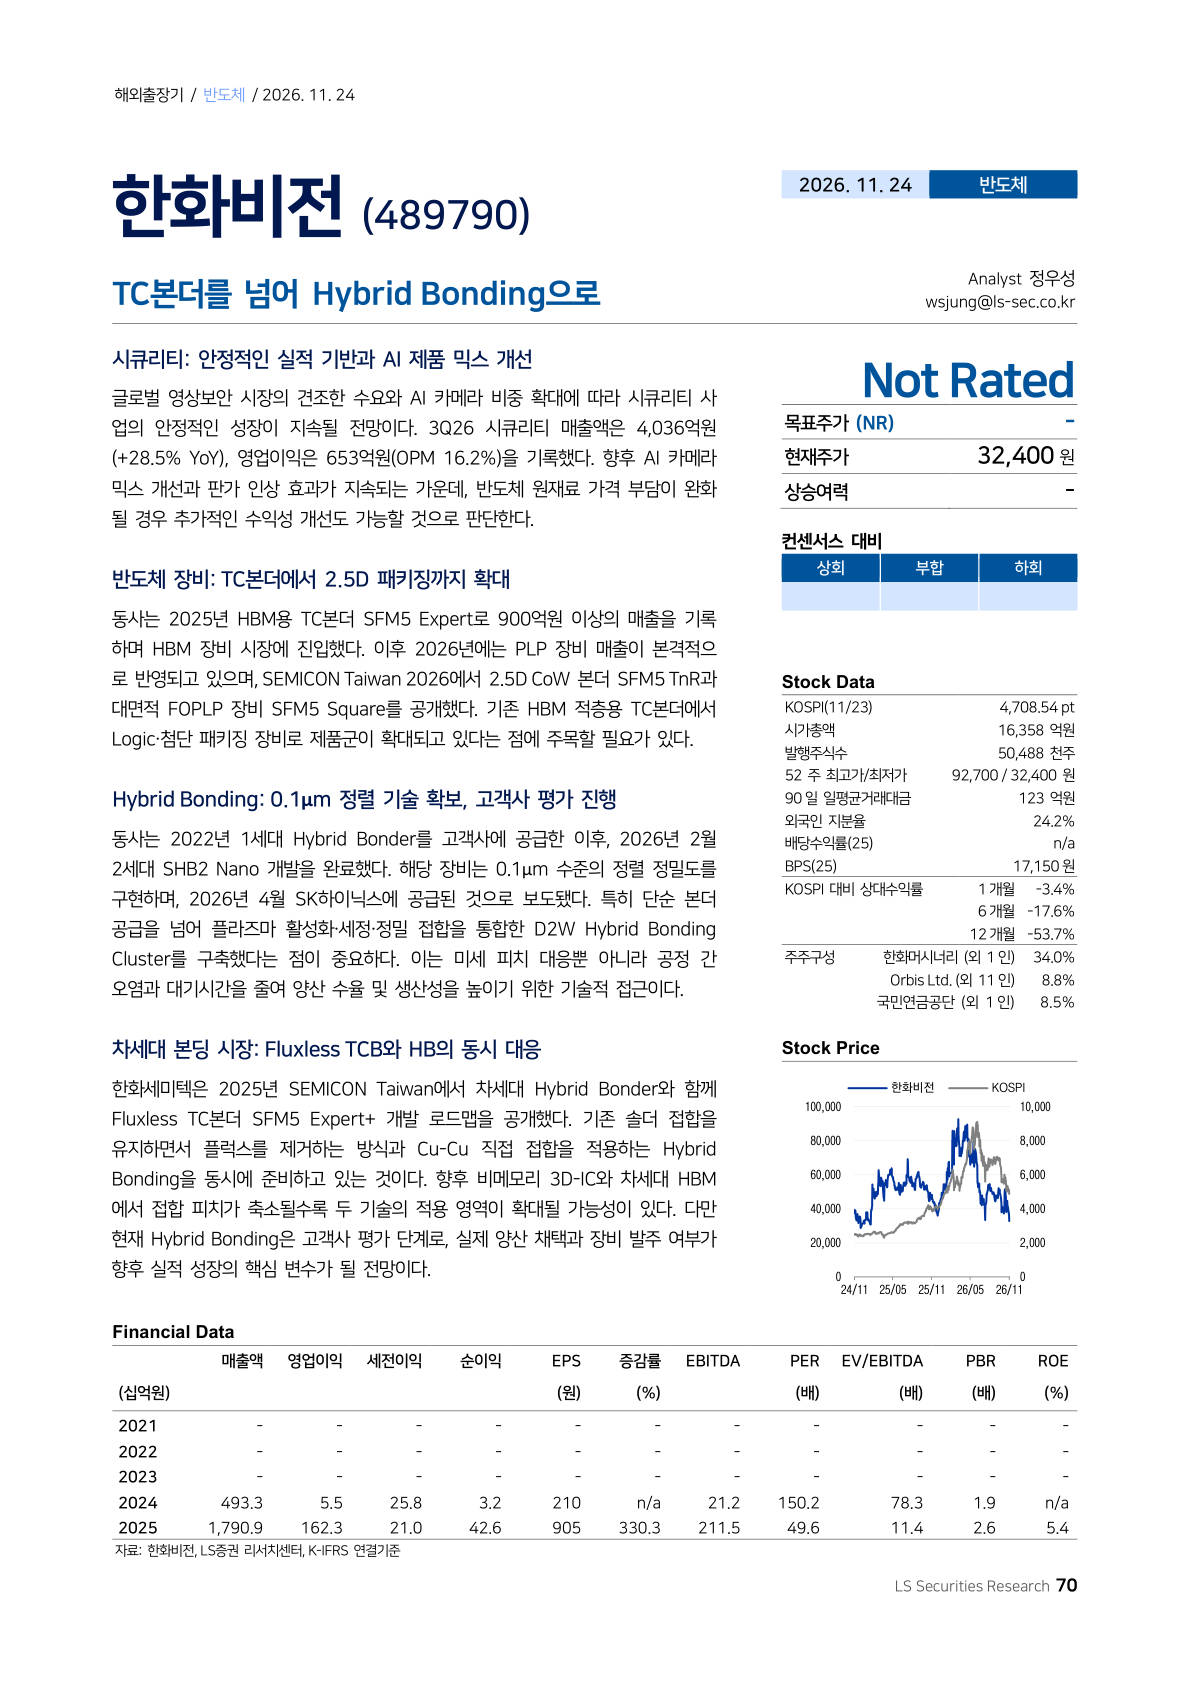 해외출장기 / 반도체 / 2026. 11. 24
한화비전 (489790)
2026. 11. 24 반도체
TC본더를 넘어 Hybrid Bonding으로
Analyst 정우성
wsjung@ls-sec.co.kr
시큐리티: 안정적인 실적 기반과 AI 제품 믹스 개선
글로벌 영상보안 시장의 견조한 수요와 AI 카메라 비중 확대에 따라 시큐리티 사
업의 안정적인 성장이 지속될 전망이다. 3Q26 시큐리티 매출액은 4,036억원
(+28.5% YoY), 영업이익은 653억원(OPM 16.2%)을 기록했다. 향후 AI 카메라
믹스 개선과 판가 인상 효과가 지속되는 가운데, 반도체 원재료 가격 부담이 완화
될 경우 추가적인 수익성 개선도 가능할 것으로 판단한다.
반도체 장비: TC본더에서 2.5D 패키징까지 확대
동사는 2025년 HBM용 TC본더 SFM5 Expert로 900억원 이상의 매출을 기록
하며 HBM 장비 시장에 진입했다. 이후 2026년에는 PLP 장비 매출이 본격적으
로 반영되고 있으며, SEMICON Taiwan 2026에서 2.5D CoW 본더 SFM5 TnR과
대면적 FOPLP 장비 SFM5 Square를 공개했다. 기존 HBM 적층용 TC본더에서
Logic·첨단 패키징 장비로 제품군이 확대되고 있다는 점에 주목할 필요가 있다.
Hybrid Bonding: 0.1μm 정렬 기술 확보, 고객사 평가 진행
동사는 2022년 1세대 Hybrid Bonder를 고객사에 공급한 이후, 2026년 2월
2세대 SHB2 Nano 개발을 완료했다. 해당 장비는 0.1μm 수준의 정렬 정밀도를
구현하며, 2026년 4월 SK하이닉스에 공급된 것으로 보도됐다. 특히 단순 본더
공급을 넘어 플라즈마 활성화·세정·정밀 접합을 통합한 D2W Hybrid Bonding
Cluster를 구축했다는 점이 중요하다. 이는 미세 피치 대응뿐 아니라 공정 간
오염과 대기시간을 줄여 양산 수율 및 생산성을 높이기 위한 기술적 접근이다.
차세대 본딩 시장: Fluxless TCB와 HB의 동시 대응
한화세미텍은 2025년 SEMICON Taiwan에서 차세대 Hybrid Bonder와 함께
Fluxless TC본더 SFM5 Expert+ 개발 로드맵을 공개했다. 기존 솔더 접합을
유지하면서 플럭스를 제거하는 방식과 Cu-Cu 직접 접합을 적용하는 Hybrid
Bonding을 동시에 준비하고 있는 것이다. 향후 비메모리 3D-IC와 차세대 HBM
에서 접합 피치가 축소될수록 두 기술의 적용 영역이 확대될 가능성이 있다. 다만
현재 Hybrid Bonding은 고객사 평가 단계로, 실제 양산 채택과 장비 발주 여부가
향후 실적 성장의 핵심 변수가 될 전망이다.
Not Rated
목표주가 (NR) -
현재주가 32,400 원
상승여력 -
컨센서스 대비
상회 부합 하회
Stock Data
KOSPI(11/23) 4,708.54 pt
시가총액 16,358 억원
발행주식수 50,488 천주
52 주 최고가/최저가 92,700 / 32,400 원
90 일 일평균거래대금 123 억원
외국인 지분율 24.2%
배당수익률(25) n/a
BPS(25) 17,150 원
KOSPI 대비 상대수익률 1 개월 -3.4%
6 개월 -17.6%
12 개월 -53.7%
주주구성 한화머시너리 (외 1 인) 34.0%
Orbis Ltd. (외 11 인) 8.8%
국민연금공단 (외 1 인) 8.5%
Stock Price
한화비전 KOSPI
100,000 10,000
80,000 8,000
60,000 6,000
40,000 4,000
20,000 2,000
0 0
24/11 25/05 25/11 26/05 26/11
Financial Data
매출액 영업이익 세전이익 순이익 EPS 증감률 EBITDA PER EV/EBITDA PBR ROE
(십억원) (원) (%) (배) (배) (배) (%)
2021 - - - - - - - - - - -
2022 - - - - - - - - - - -
2023 - - - - - - - - - - -
2024 493.3 5.5 25.8 3.2 210 n/a 21.2 150.2 78.3 1.9 n/a
2025 1,790.9 162.3 21.0 42.6 905 330.3 211.5 49.6 11.4 2.6 5.4
자료: 한화비전, LS증권 리서치센터, K-IFRS 연결기준
LS Securities Research 70